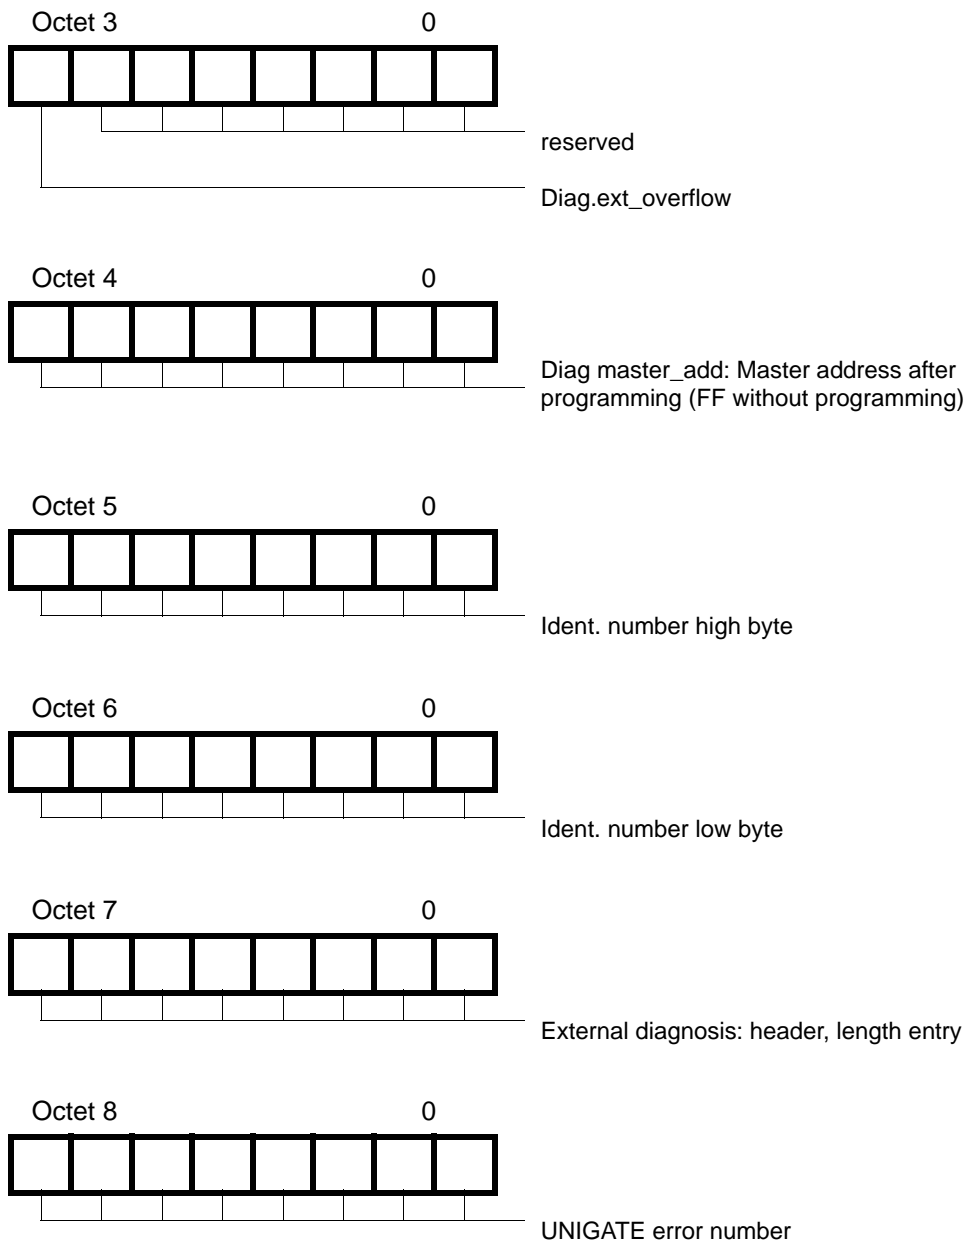 Octet 3 0
reserved
Diag.ext_overflow
Octet 4 0
Diag master_add: Master address after
programming (FF without programming)
Octet 5 0
Ident. number high byte
Octet 6 0
Ident. number low byte
Octet 7 0
External diagnosis: header, length entry
Octet 8 0
UNIGATE error number